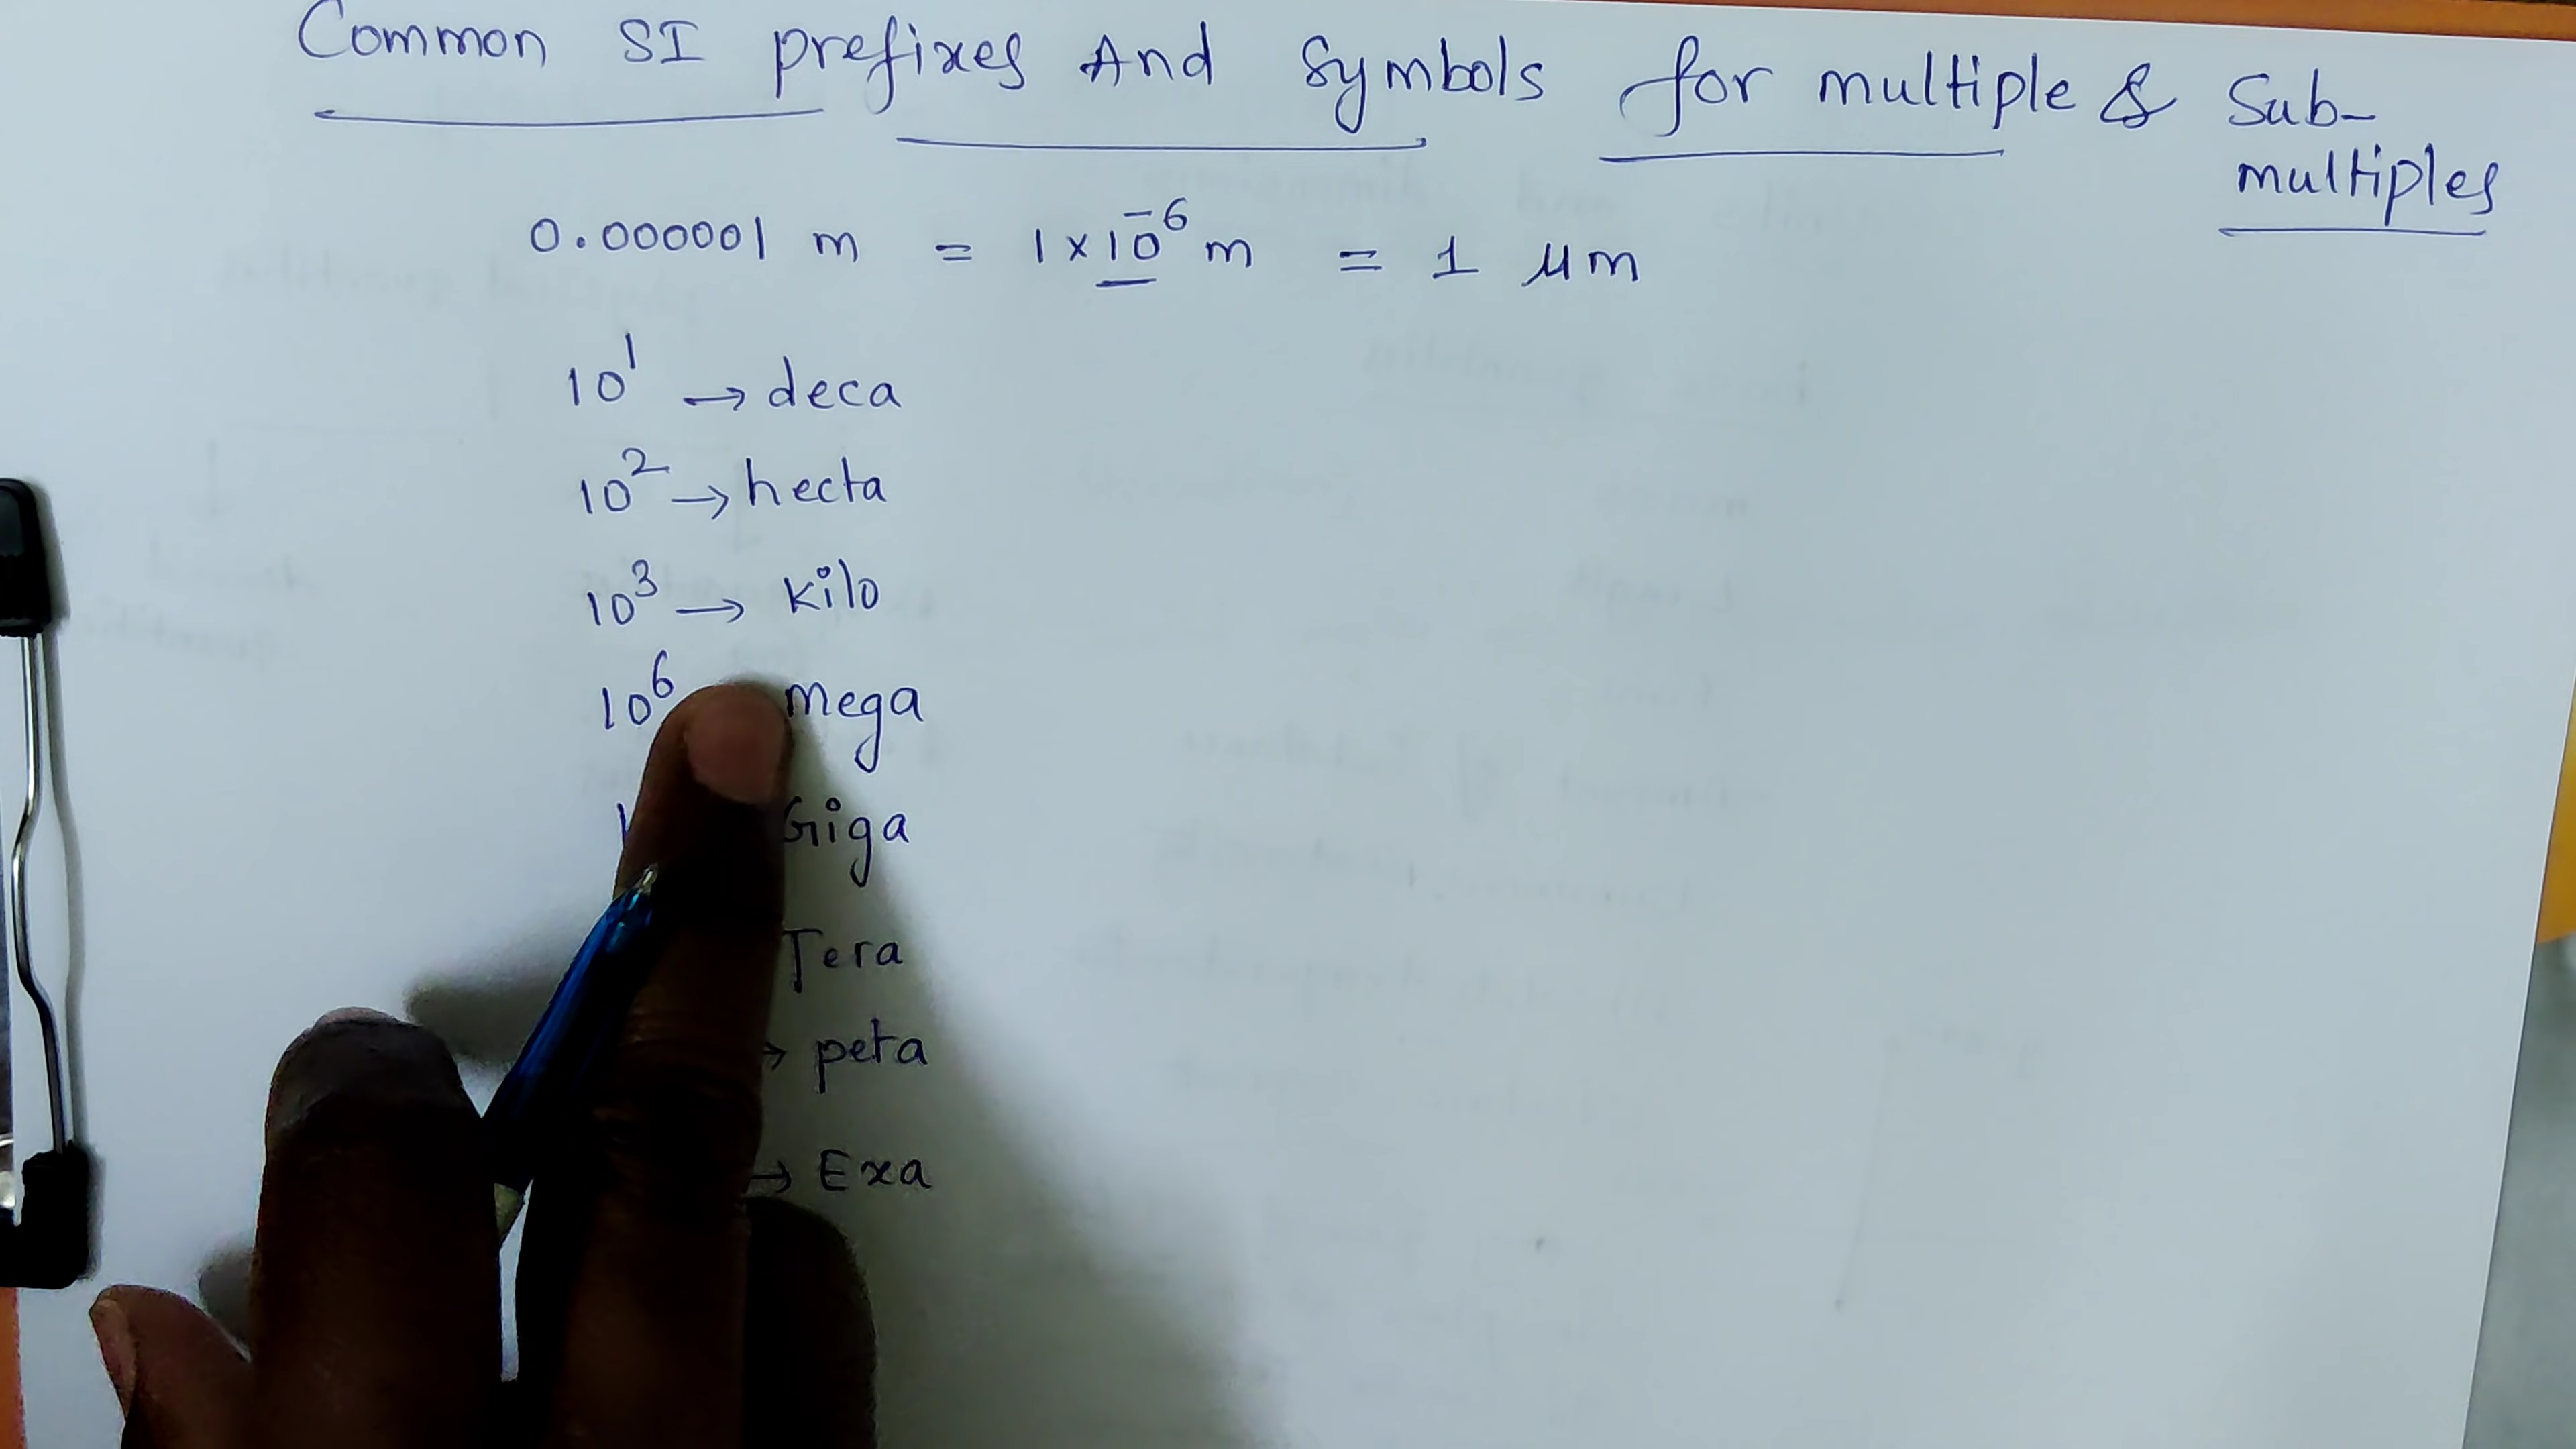 Common SI prefixes And Symbols for multiple & Sub-
multiples
0.000001 m = 1 x 10⁻⁶ m = 1 μm
10¹ → deca
10² → hecta
10³ → kilo
10⁶ mega
Giga
Tera
→ peta
→ Exa